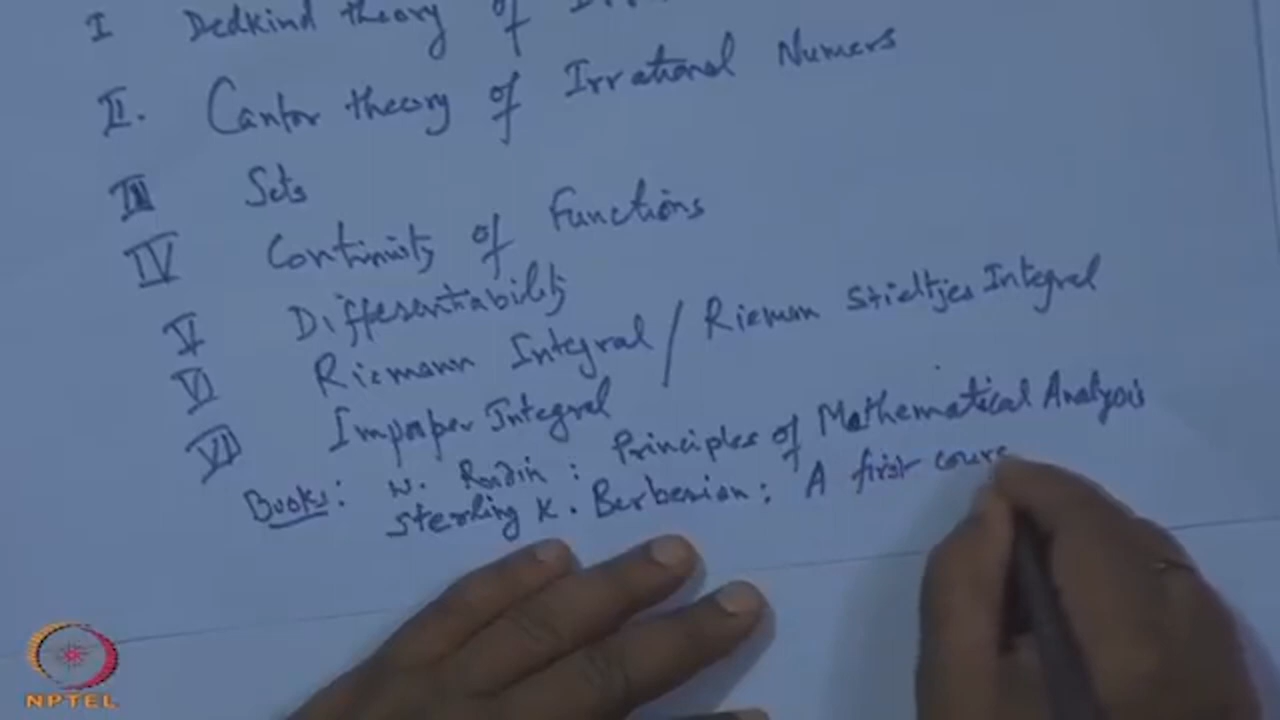 I Dedkind theory of
II. Cantor theory of Irrational Numers
III Sets
IV Continuity of Functions
V Differentiability
VI Riemann Integral / Rieman Stieltjes Integral
VII Improper Integral
Books: W. Rudin : Principles of Mathematical Analysis
Sterling K. Berberian : A first cours
NPTEL